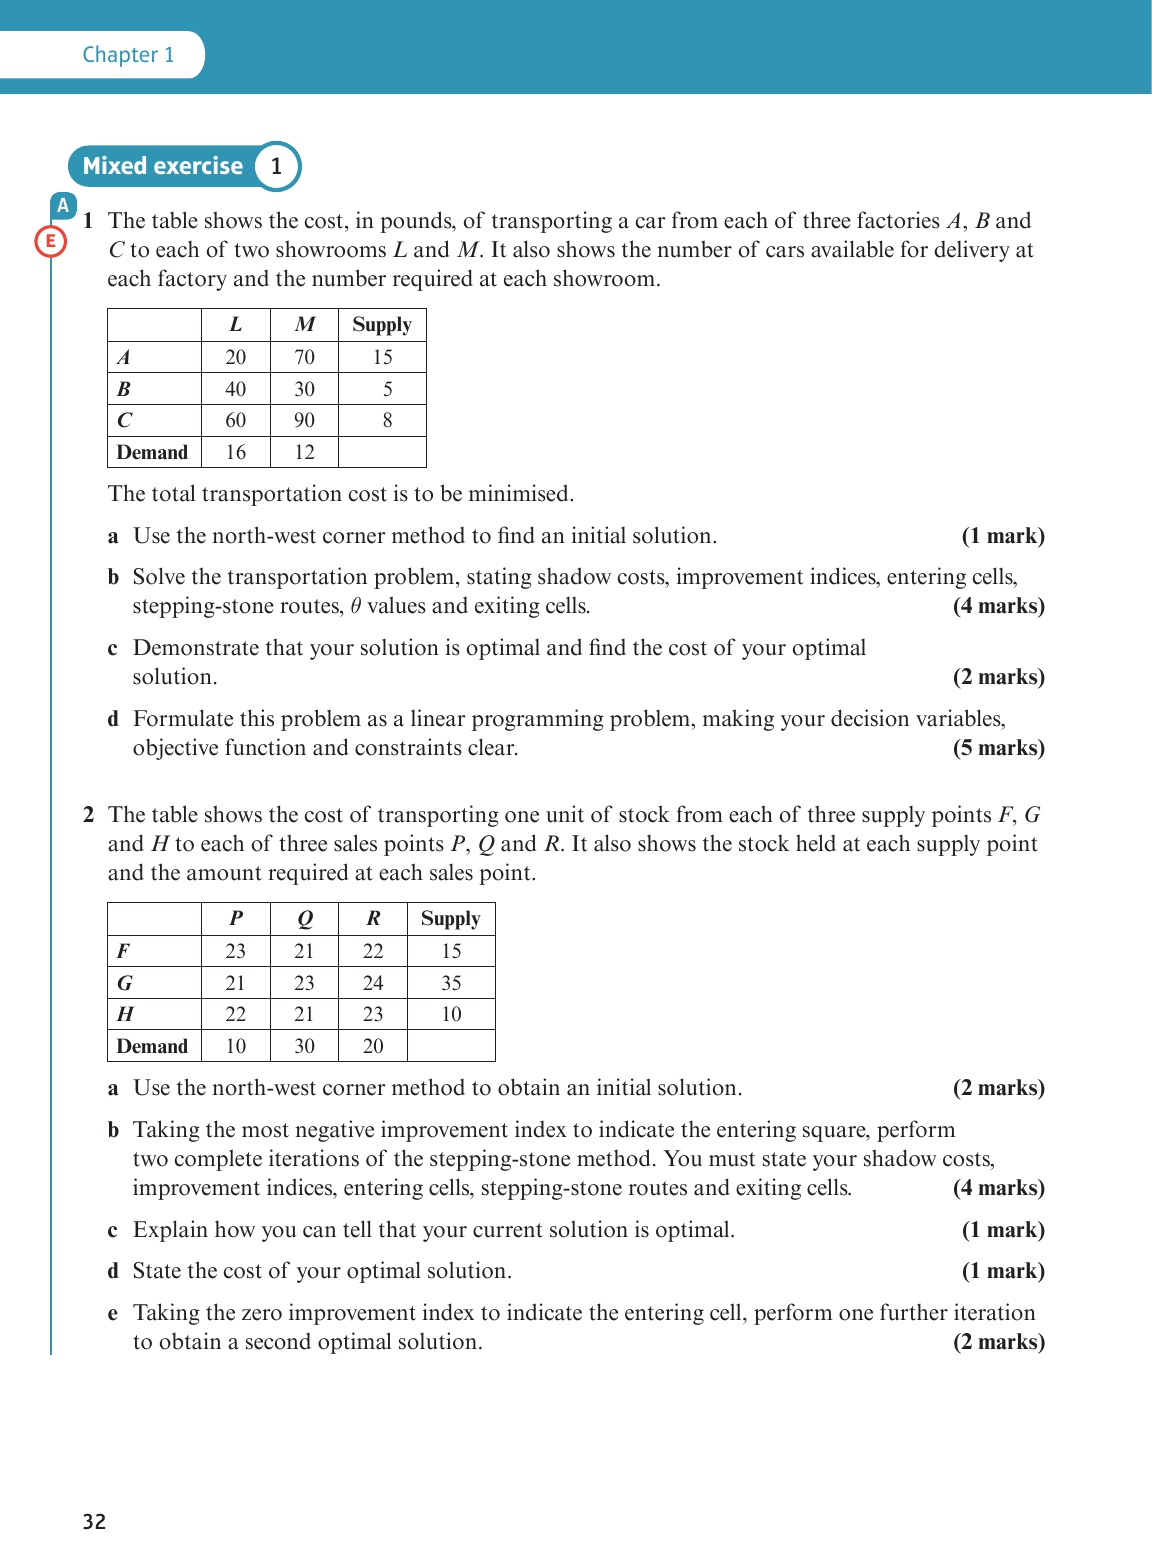 Chapter 1
Mixed exercise 1
A
E
1 The table shows the cost, in pounds, of transporting a car from each of three factories A, B and
C to each of two showrooms L and M. It also shows the number of cars available for delivery at
each factory and the number required at each showroom.
L M Supply
A 20 70 15
B 40 30 5
C 60 90 8
Demand 16 12
The total transportation cost is to be minimised.
a Use the north-west corner method to find an initial solution. (1 mark)
b Solve the transportation problem, stating shadow costs, improvement indices, entering cells,
stepping-stone routes, θ values and exiting cells. (4 marks)
c Demonstrate that your solution is optimal and find the cost of your optimal
solution. (2 marks)
d Formulate this problem as a linear programming problem, making your decision variables,
objective function and constraints clear. (5 marks)
2 The table shows the cost of transporting one unit of stock from each of three supply points F, G
and H to each of three sales points P, Q and R. It also shows the stock held at each supply point
and the amount required at each sales point.
P Q R Supply
F 23 21 22 15
G 21 23 24 35
H 22 21 23 10
Demand 10 30 20
a Use the north-west corner method to obtain an initial solution. (2 marks)
b Taking the most negative improvement index to indicate the entering square, perform
two complete iterations of the stepping-stone method. You must state your shadow costs,
improvement indices, entering cells, stepping-stone routes and exiting cells. (4 marks)
c Explain how you can tell that your current solution is optimal. (1 mark)
d State the cost of your optimal solution. (1 mark)
e Taking the zero improvement index to indicate the entering cell, perform one further iteration
to obtain a second optimal solution. (2 marks)
32